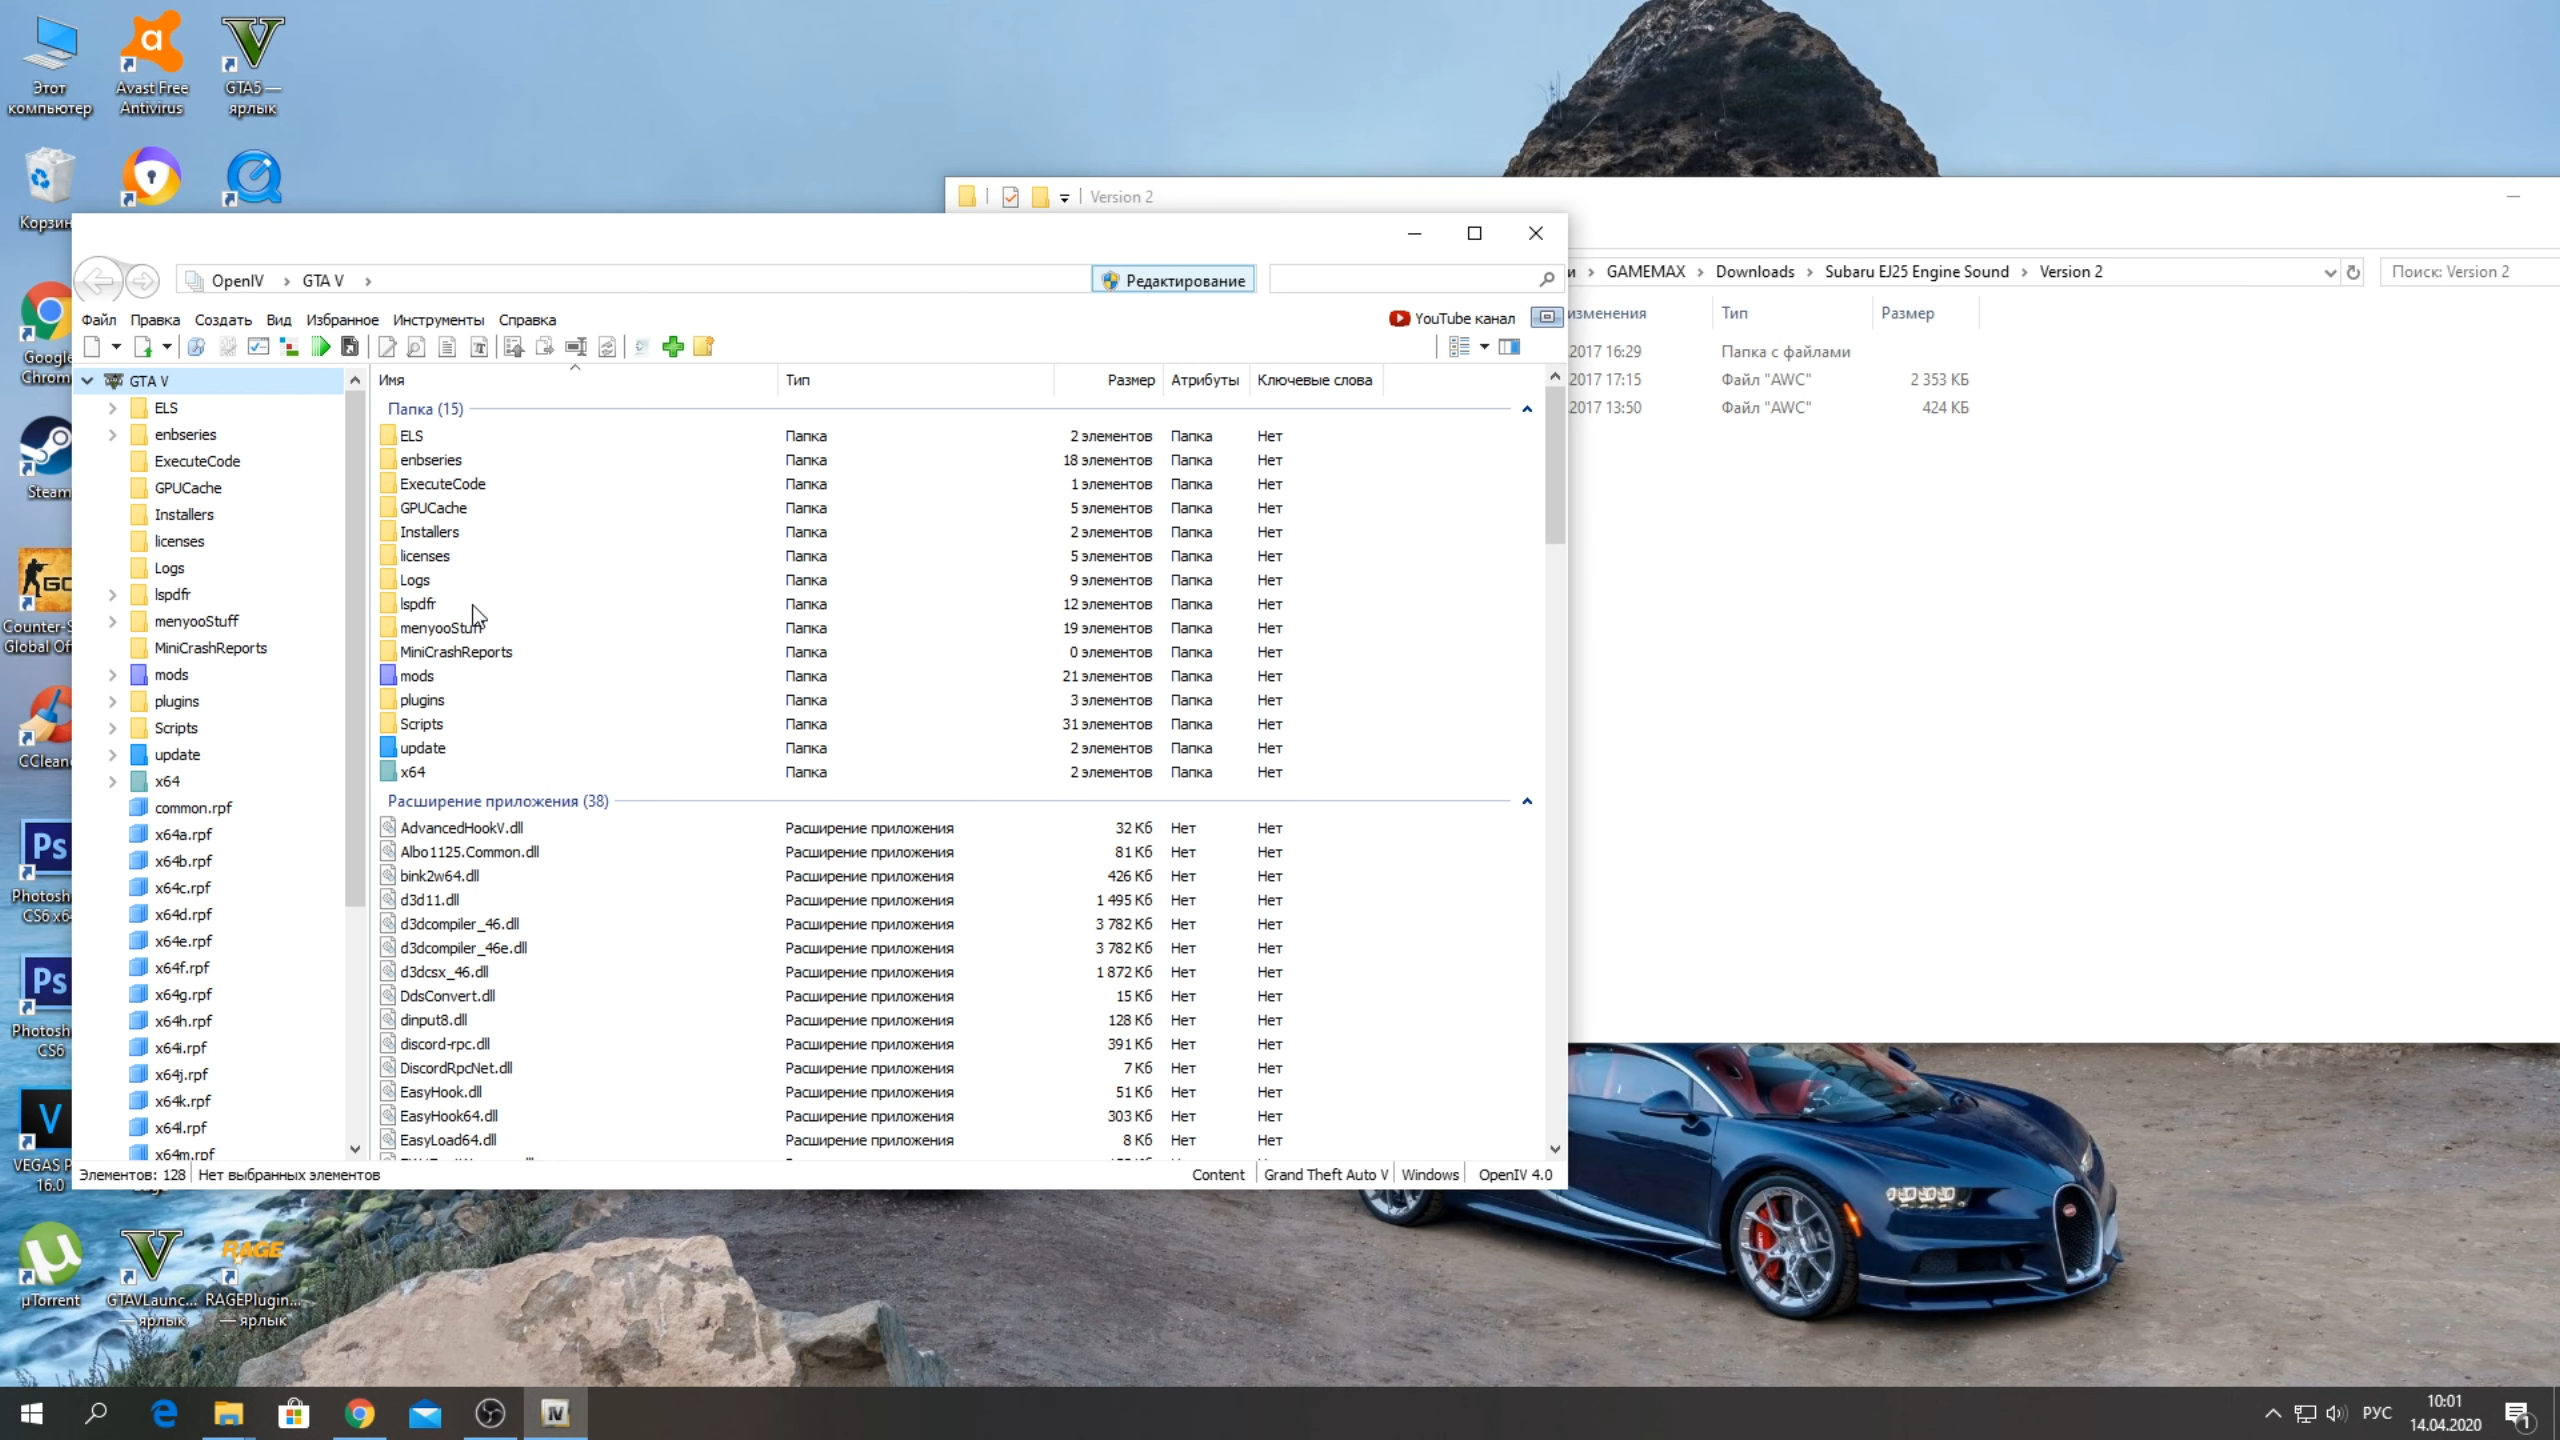 Этот
компьютер
Avast Free
Antivirus
GTA5 —
ярлык
Корзин
Google
Chrom
Steam
GO
Counter-S
Global Of
CClean
Ps
Photosh
CS6 x6
Ps
Photosh
CS6
V
VEGAS P
16.0
µTorrent
GTAVLaunc...
— ярлык
RAGE
RAGEPlugin...
— ярлык
Version 2
GAMEMAX
Downloads
Subaru EJ25 Engine Sound
Version 2
Поиск: Version 2
изменения
Тип
Размер
2017 16:29
Папка с файлами
2017 17:15
Файл "AWC"
2 353 КБ
2017 13:50
Файл "AWC"
424 КБ
OpenIV
GTA V
Редактирование
Файл
Правка
Создать
Вид
Избранное
Инструменты
Справка
YouTube канал
GTA V
ELS
enbseries
ExecuteCode
GPUCache
Installers
licenses
Logs
lspdfr
menyooStuff
MiniCrashReports
mods
plugins
Scripts
update
x64
common.rpf
x64a.rpf
x64b.rpf
x64c.rpf
x64d.rpf
x64e.rpf
x64f.rpf
x64g.rpf
x64h.rpf
x64i.rpf
x64j.rpf
x64k.rpf
x64l.rpf
x64m.rpf
Имя
Тип
Размер
Атрибуты
Ключевые слова
Папка (15)
ELS Папка 2 элементов Папка Нет
enbseries Папка 18 элементов Папка Нет
ExecuteCode Папка 1 элементов Папка Нет
GPUCache Папка 5 элементов Папка Нет
Installers Папка 2 элементов Папка Нет
licenses Папка 5 элементов Папка Нет
Logs Папка 9 элементов Папка Нет
lspdfr Папка 12 элементов Папка Нет
menyooStuff Папка 19 элементов Папка Нет
MiniCrashReports Папка 0 элементов Папка Нет
mods Папка 21 элементов Папка Нет
plugins Папка 3 элементов Папка Нет
Scripts Папка 31 элементов Папка Нет
update Папка 2 элементов Папка Нет
x64 Папка 2 элементов Папка Нет
Расширение приложения (38)
AdvancedHookV.dll Расширение приложения 32 Кб Нет Нет
Albo1125.Common.dll Расширение приложения 81 Кб Нет Нет
bink2w64.dll Расширение приложения 426 Кб Нет Нет
d3d11.dll Расширение приложения 1 495 Кб Нет Нет
d3dcompiler_46.dll Расширение приложения 3 782 Кб Нет Нет
d3dcompiler_46e.dll Расширение приложения 3 782 Кб Нет Нет
d3dcsx_46.dll Расширение приложения 1 872 Кб Нет Нет
DdsConvert.dll Расширение приложения 15 Кб Нет Нет
dinput8.dll Расширение приложения 128 Кб Нет Нет
discord-rpc.dll Расширение приложения 391 Кб Нет Нет
DiscordRpcNet.dll Расширение приложения 7 Кб Нет Нет
EasyHook.dll Расширение приложения 51 Кб Нет Нет
EasyHook64.dll Расширение приложения 303 Кб Нет Нет
EasyLoad64.dll Расширение приложения 8 Кб Нет Нет
Элементов: 128
Нет выбранных элементов
Content
Grand Theft Auto V
Windows
OpenIV 4.0
IV
РУС
10:01
14.04.2020
1